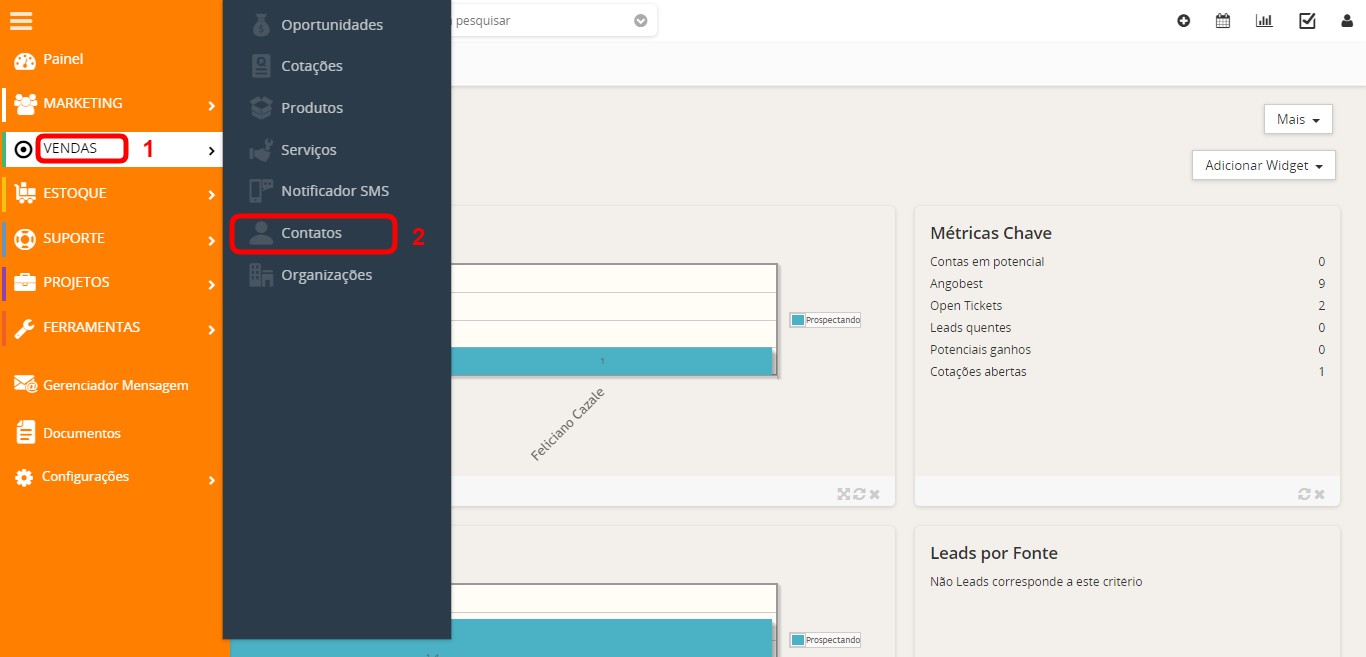 Painel
MARKETING
VENDAS
1
ESTOQUE
SUPORTE
PROJETOS
FERRAMENTAS
Gerenciador Mensagem
Documentos
Configurações
Oportunidades
Cotações
Produtos
Serviços
Notificador SMS
Contatos
2
Organizações
pesquisar
Mais
Adicionar Widget
Prospectando
1
Feliciano Cazale
Métricas Chave
Contas em potencial 0
Angobest 9
Open Tickets 2
Leads quentes 0
Potenciais ganhos 0
Cotações abertas 1
Prospectando
Leads por Fonte
Não Leads corresponde a este critério